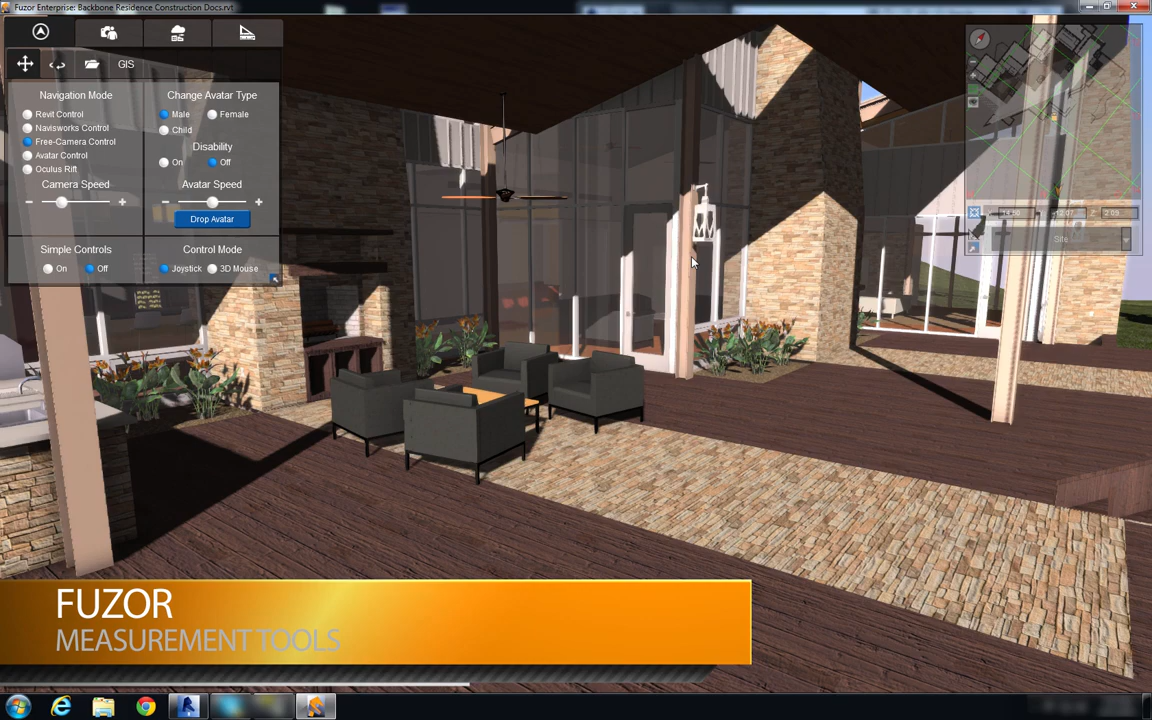 Fuzor Enterprise: Backbone Residence Construction Docs.rvt
GIS
Navigation Mode
Revit Control
Navisworks Control
Free-Camera Control
Avatar Control
Oculus Rift
Camera Speed
Change Avatar Type
Male Female
Child
Disability
On Off
Avatar Speed
Drop Avatar
Simple Controls
On Off
Control Mode
Joystick 3D Mouse
Site
FUZOR
MEASUREMENT TOOLS